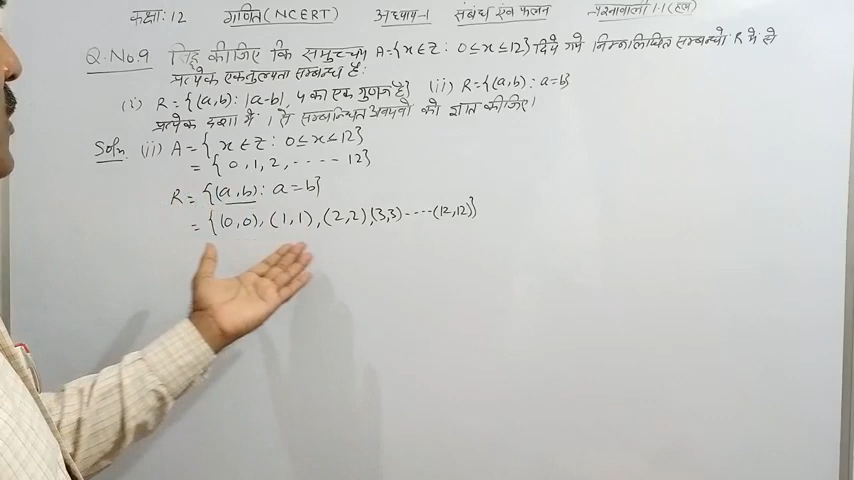 कक्षा: 12 गणित (NCERT) अध्याय-1 संबंध एवं फलन प्रश्नावली 1.1 (हल)
Q.No.9 सिद्ध कीजिए कि समुच्चय A={x∈Z : 0≤x≤12} दिये गये निम्नलिखित सम्बन्धों R में से
प्रत्येक एक तुल्यता सम्बन्ध है:
(i) R = {(a,b): |a-b|, 4 का एक गुणज है} (ii) R={(a,b): a=b}
प्रत्येक दशा में 1 से सम्बन्धित अवयवों को ज्ञात कीजिए।
Soln. (ii) A = {x∈Z : 0≤x≤12}
= {0,1,2, ----- 12}
R = {(a,b): a=b}
= {(0,0), (1,1), (2,2), (3,3)----(12,12)}